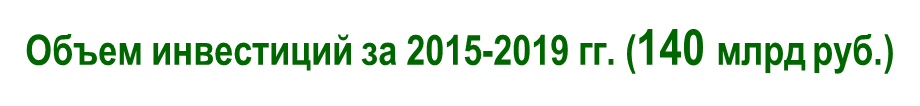 Объем инвестиций за 2015-2019 гг. (140 млрд руб.)